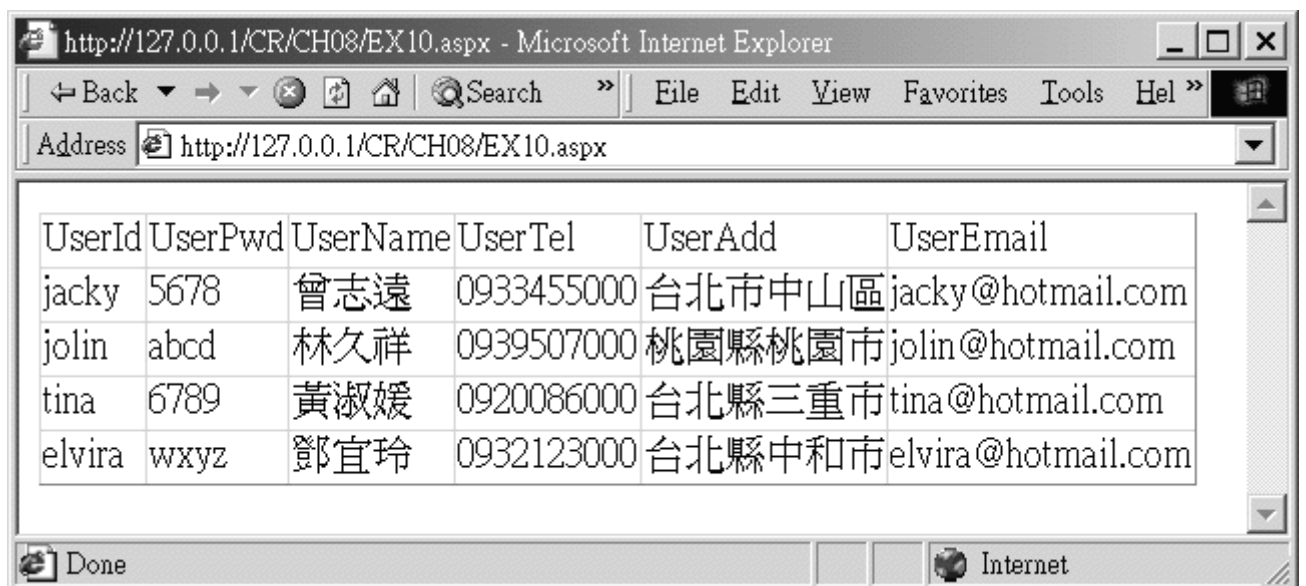 http://127.0.0.1/CR/CH08/EX10.aspx - Microsoft Internet Explorer
Back Search » File Edit View Favorites Tools Hel »
Address http://127.0.0.1/CR/CH08/EX10.aspx
UserId UserPwd UserName UserTel UserAdd UserEmail
jacky 5678 曾志遠 0933455000 台北市中山區 jacky@hotmail.com
jolin abcd 林久祥 0939507000 桃園縣桃園市 jolin@hotmail.com
tina 6789 黃淑媛 0920086000 台北縣三重市 tina@hotmail.com
elvira wxyz 鄧宜玲 0932123000 台北縣中和市 elvira@hotmail.com
Done Internet